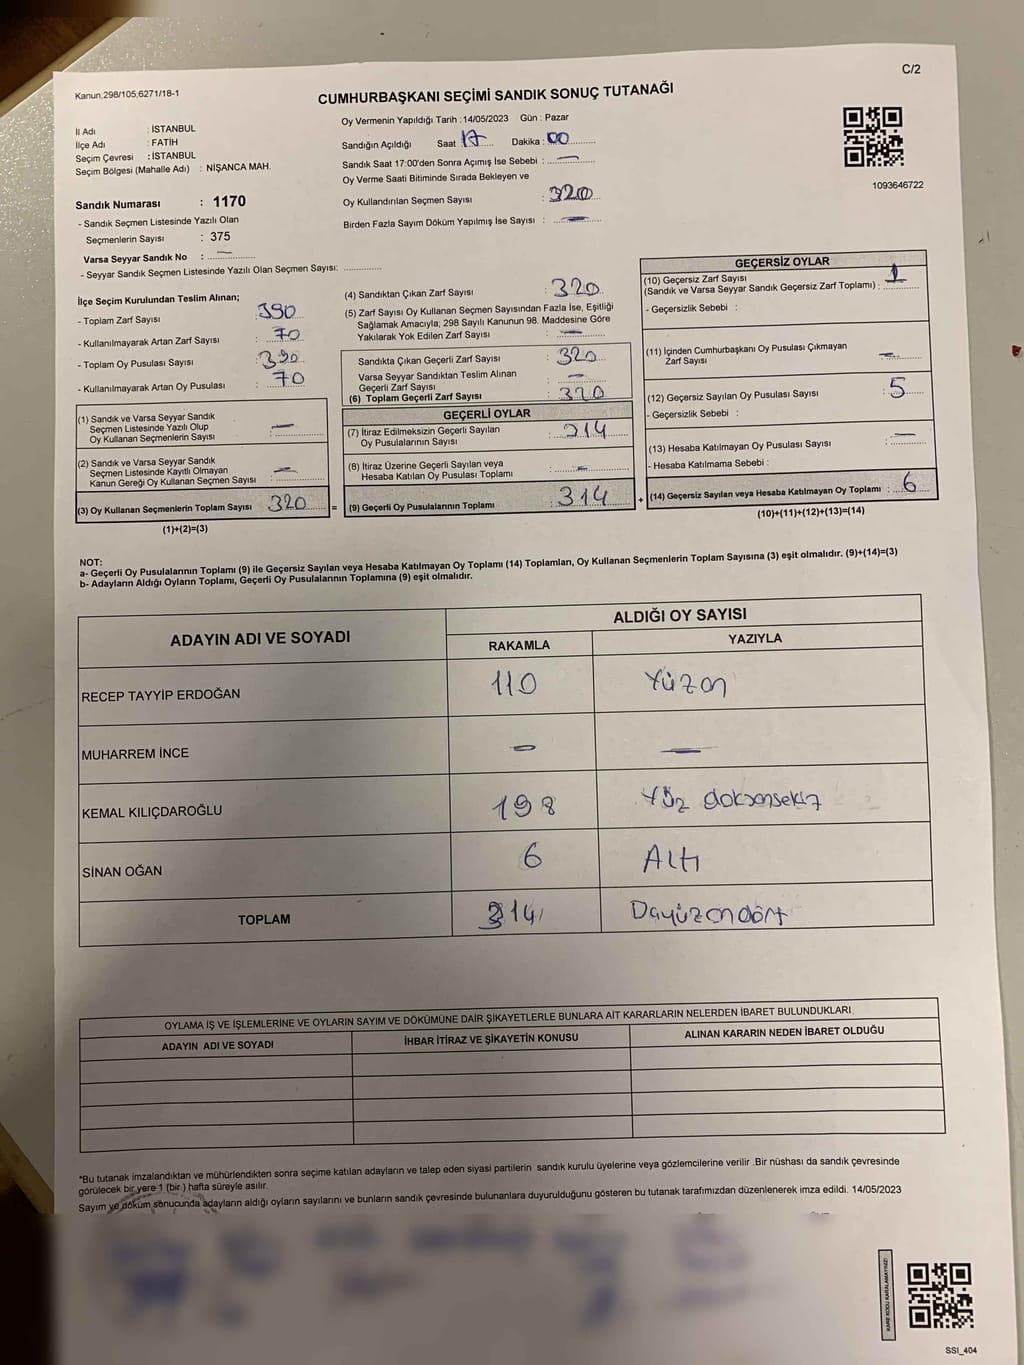 C/2
Kanun,298/105;6271/18-1
CUMHURBAŞKANI SEÇİMİ SANDIK SONUÇ TUTANAĞI
İl Adı : İSTANBUL
İlçe Adı : FATİH
Seçim Çevresi : İSTANBUL
Seçim Bölgesi (Mahalle Adı) : NİŞANCA MAH.
Sandık Numarası : 1170
- Sandık Seçmen Listesinde Yazılı Olan
Seçmenlerin Sayısı : 375
Varsa Seyyar Sandık No : —
- Seyyar Sandık Seçmen Listesinde Yazılı Olan Seçmen Sayısı: ..............
Oy Vermenin Yapıldığı Tarih : 14/05/2023 Gün : Pazar
Sandığın Açıldığı Saat 17 Dakika : 00
Sandık Saat 17:00'den Sonra Açımış İse Sebebi : —
Oy Verme Saati Bitiminde Sırada Bekleyen ve
Oy Kullandırılan Seçmen Sayısı : 320
Birden Fazla Sayım Döküm Yapılmış İse Sayısı : —
1093646722
İlçe Seçim Kurulundan Teslim Alınan;
- Toplam Zarf Sayısı : 390
- Kullanılmayarak Artan Zarf Sayısı : 70
- Toplam Oy Pusulası Sayısı : 390
- Kullanılmayarak Artan Oy Pusulası : 70
(1) Sandık ve Varsa Seyyar Sandık
Seçmen Listesinde Yazılı Olup
Oy Kullanan Seçmenlerin Sayısı : —
(2) Sandık ve Varsa Seyyar Sandık
Seçmen Listesinde Kayıtlı Olmayan
Kanun Gereği Oy Kullanan Seçmen Sayısı : —
(3) Oy Kullanan Seçmenlerin Toplam Sayısı : 320 =
(1)+(2)=(3)
(4) Sandıktan Çıkan Zarf Sayısı : 320
(5) Zarf Sayısı Oy Kullanan Seçmen Sayısından Fazla İse, Eşitliği
Sağlamak Amacıyla; 298 Sayılı Kanunun 98. Maddesine Göre
Yakılarak Yok Edilen Zarf Sayısı : —
Sandıkta Çıkan Geçerli Zarf Sayısı : 320
Varsa Seyyar Sandıktan Teslim Alınan
Geçerli Zarf Sayısı : —
(6) Toplam Geçerli Zarf Sayısı : 320
GEÇERLİ OYLAR
(7) İtiraz Edilmeksizin Geçerli Sayılan
Oy Pusulalarının Sayısı : 314
(8) İtiraz Üzerine Geçerli Sayılan veya
Hesaba Katılan Oy Pusulası Toplamı : —
(9) Geçerli Oy Pusulalarının Toplamı : 314 +
GEÇERSİZ OYLAR
(10) Geçersiz Zarf Sayısı
(Sandık ve Varsa Seyyar Sandık Geçersiz Zarf Toplamı) : 1
- Geçersizlik Sebebi :
(11) İçinden Cumhurbaşkanı Oy Pusulası Çıkmayan
Zarf Sayısı : —
(12) Geçersiz Sayılan Oy Pusulası Sayısı : 5
- Geçersizlik Sebebi :
(13) Hesaba Katılmayan Oy Pusulası Sayısı : —
- Hesaba Katılmama Sebebi :
(14) Geçersiz Sayılan veya Hesaba Katılmayan Oy Toplamı : 6
(10)+(11)+(12)+(13)=(14)
NOT:
a- Geçerli Oy Pusulalarının Toplamı (9) ile Geçersiz Sayılan veya Hesaba Katılmayan Oy Toplamı (14) Toplamları, Oy Kullanan Seçmenlerin Toplam Sayısına (3) eşit olmalıdır. (9)+(14)=(3)
b- Adayların Aldığı Oyların Toplamı, Geçerli Oy Pusulalarının Toplamına (9) eşit olmalıdır.
ADAYIN ADI VE SOYADI
ALDIĞI OY SAYISI
RAKAMLA YAZIYLA
RECEP TAYYİP ERDOĞAN 110 Yüzon
MUHARREM İNCE — —
KEMAL KILIÇDAROĞLU 198 Yüz doksansekiz
SİNAN OĞAN 6 Altı
TOPLAM 314
OYLAMA İŞ VE İŞLEMLERİNE VE OYLARIN SAYIM VE DÖKÜMÜNE DAİR ŞİKAYETLERLE BUNLARA AİT KARARLARIN NELERDEN İBARET BULUNDUKLARI
ADAYIN ADI VE SOYADI İHBAR İTİRAZ VE ŞİKAYETİN KONUSU ALINAN KARARIN NEDEN İBARET OLDUĞU
*Bu tutanak imzalandıktan ve mühürlendikten sonra seçime katılan adayların ve talep eden siyasi partilerin sandık kurulu üyelerine veya gözlemcilerine verilir .Bir nüshası da sandık çevresinde
görülecek bir yere 1 (bir ) hafta süreyle asılır.
Sayım ve döküm sonucunda adayların aldığı oyların sayılarını ve bunların sandık çevresinde bulunanlara duyurulduğunu gösteren bu tutanak tarafımızdan düzenlenerek imza edildi. 14/05/2023
KARE KODU KARALAMAYINIZ!
SSI_404